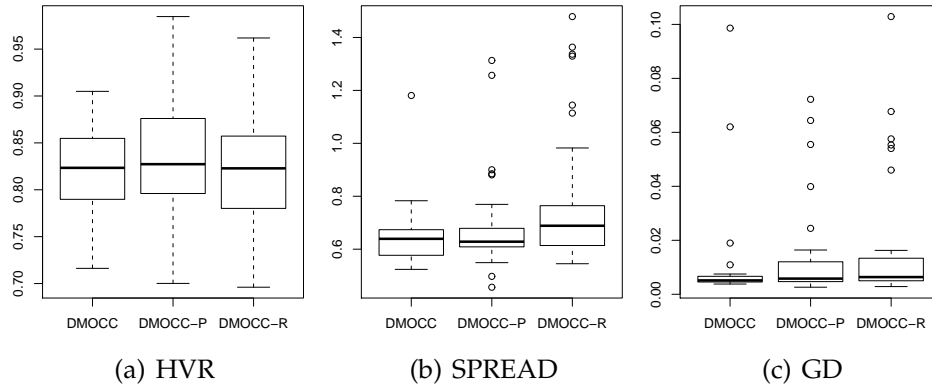 0.95
0.90
0.85
0.80
0.75
0.70
DMOCC DMOCC−P DMOCC−R
(a) HVR
1.4
1.2
1.0
0.8
0.6
DMOCC DMOCC−P DMOCC−R
(b) SPREAD
0.10
0.08
0.06
0.04
0.02
0.00
DMOCC DMOCC−P DMOCC−R
(c) GD